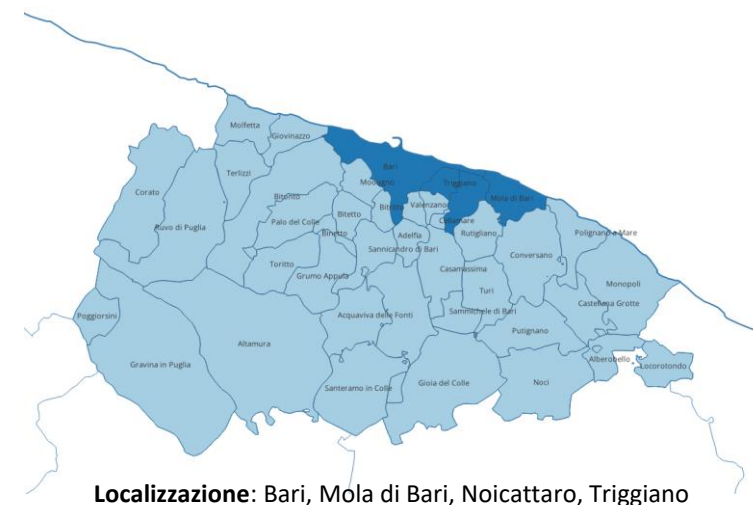 Molfetta
Giovinazzo
Bari
Corato
Terlizzi
Modugno
Triggiano
Mola di Bari
Bitonto
Bitetto
Bitritto
Valenzano
Ruvo di Puglia
Palo del Colle
Cellamare
Binetto
Adelfia
Rutigliano
Polignano a Mare
Sannicandro di Bari
Conversano
Toritto
Grumo Appula
Casamassima
Turi
Monopoli
Poggiorsini
Acquaviva delle Fonti
Sammichele di Bari
Castellana Grotte
Altamura
Putignano
Gravina in Puglia
Alberobello
Locorotondo
Santeramo in Colle
Gioia del Colle
Noci
Localizzazione: Bari, Mola di Bari, Noicattaro, Triggiano